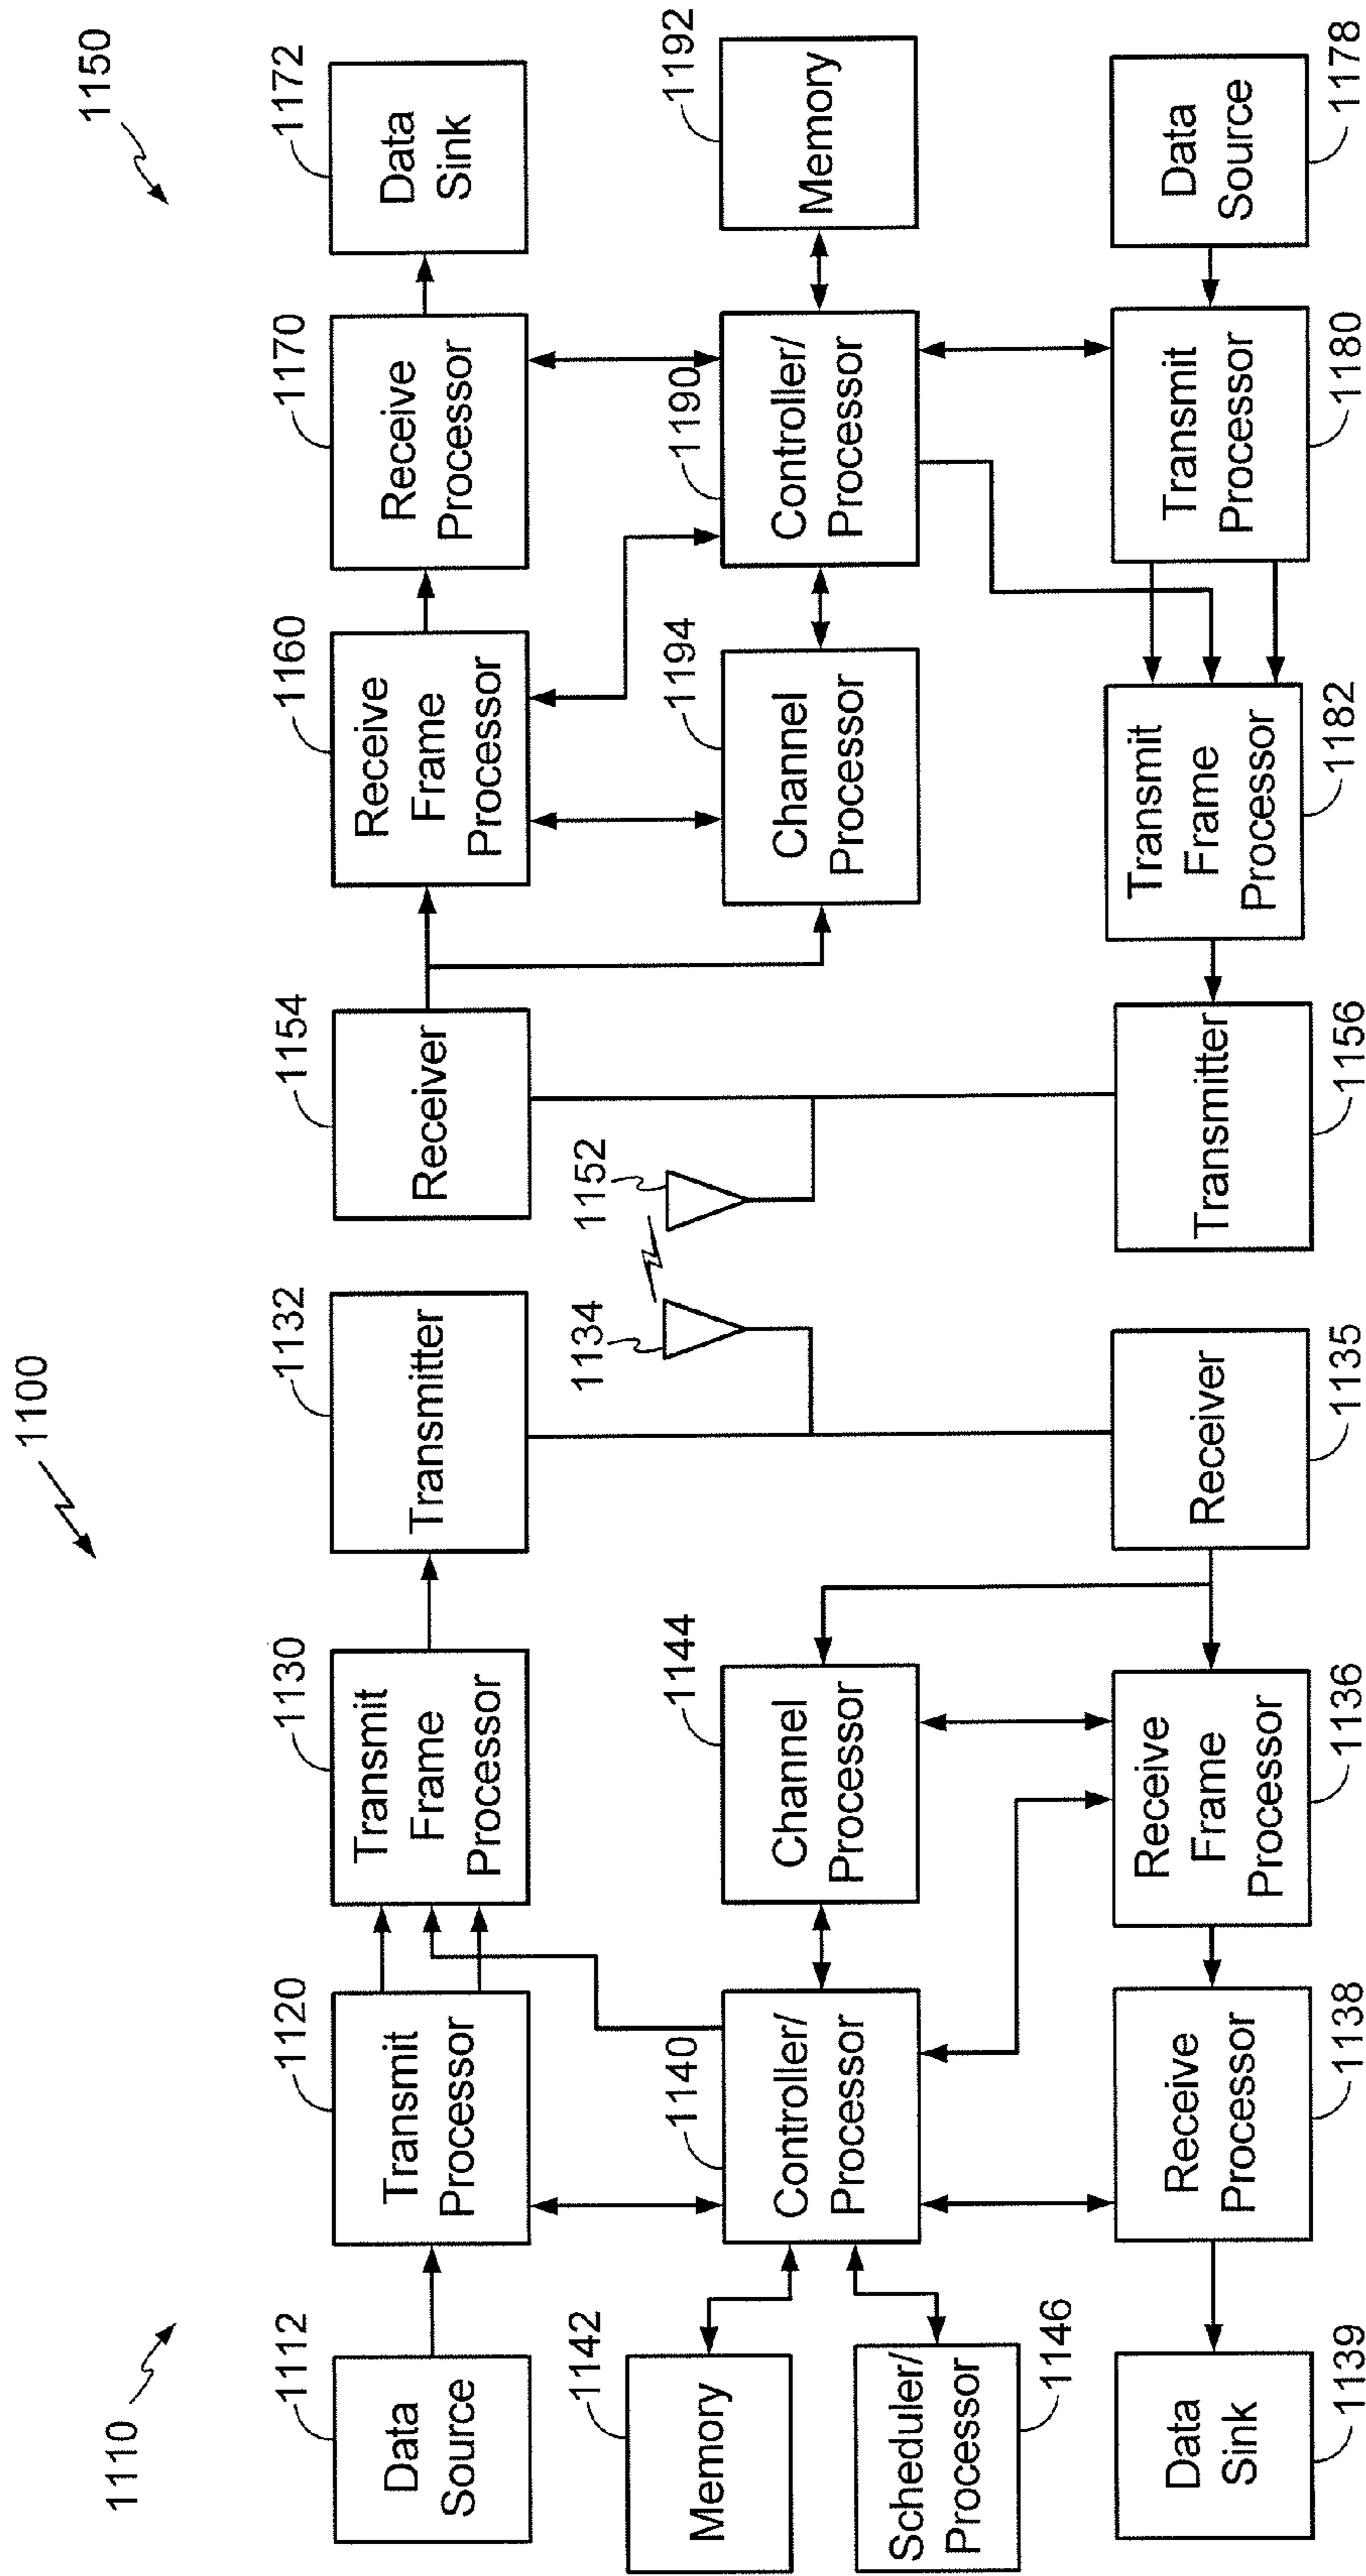 1100
1110
1150
1112
Data
Source
1120
Transmit
Processor
1130
Transmit
Frame
Processor
1132
Transmitter
1154
Receiver
1160
Receive
Frame
Processor
1170
Receive
Processor
1172
Data
Sink
1142
Memory
1140
Controller/
Processor
1144
Channel
Processor
1134
1152
1194
Channel
Processor
1190
Controller/
Processor
1192
Memory
Scheduler/
Processor
1146
Data
Sink
1139
Receive
Processor
1138
Receive
Frame
Processor
1136
Receiver
1135
Transmitter
1156
Transmit
Frame
Processor
1182
Transmit
Processor
1180
Data
Source
1178